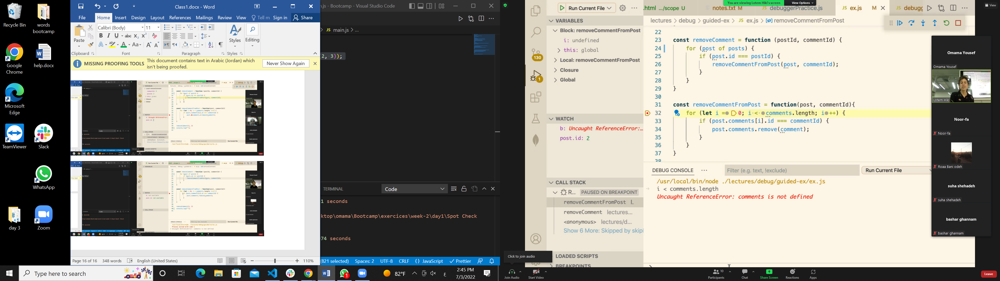 Recycle Bin
words
bootcamp
Google
Chrome
help.docx
Microsoft
Edge
TeamViewer
Slack
WhatsApp
day 3
Zoom
Class1.docx - Word
File Home Insert Design Layout References Mailings Review View Tell m Sign in Share
Calibri (Body) 11
Paste
Styles
Editing
Clipboard Font Paragraph Styles
MISSING PROOFING TOOLS This document contains text in Arabic (Jordan) which isn't being proofed. Never Show Again
Page 16 of 16 348 words English (United States) 110%
.js - Bootcamp - Visual Studio Code
JS main.js > ...
2, 3));
TERMINAL Code
1 seconds
ktop\omama\Bootcamp\exercices\week-2\day1\Spot Check
74 seconds
(821 selected) Spaces: 2 UTF-8 CRLF {} JavaScript Prettier
Type here to search
82°F
ع
2:45 PM
7/3/2022
You are viewing Lotem Hiki's screen View Options
View
Run Current File
.html .../scope U notes.txt M debuggerPractice.js JS ex.js M JS debugg
lectures > debug > guided-ex > JS ex.js > removeCommentFromPost
VARIABLES
Block: removeCommentFromPost
i: undefined
this: global
Local: removeCommentFromPost
Closure
Global
WATCH
b: Uncaught ReferenceError:...
post.id: 2
CALL STACK
R... PAUSED ON BREAKPOINT
removeCommentFromPost
removeComment lectures...
<anonymous> lectures/d...
Show 6 More: Skipped by skipI
LOADED SCRIPTS
BREAKPOINTS
130
1
22
23 const removeComment = function (postId, commentId) {
24 for (post of posts) {
25 if (post.id === postId) {
26 removeCommentFromPost(post, commentId);
27 }
28 }
29 }
30
31 const removeCommentFromPost = function(post, commentId){
32 for (let i = 0; i < comments.length; i++) {
33 if (post.comments[i].id === commentId) {
34 post.comments.remove(comment);
35 }
36 }
37 }
38
DEBUG CONSOLE
Filter (e.g. text, !exclude)
Run Current File
/usr/local/bin/node ./lectures/debug/guided-ex/ex.js
i < comments.length
Uncaught ReferenceError: comments is not defined
Omama Yousef
Omama Yousef
Lotem Hiki
Noor-fa
Noor-fa
Roaa Bani odeh
suha shehadeh
suha shehadeh
bashar ghannam
bashar ghannam
Click to join audio
Join Audio Start Video Participants 10 Chat Share Screen Reactions Apps Leave